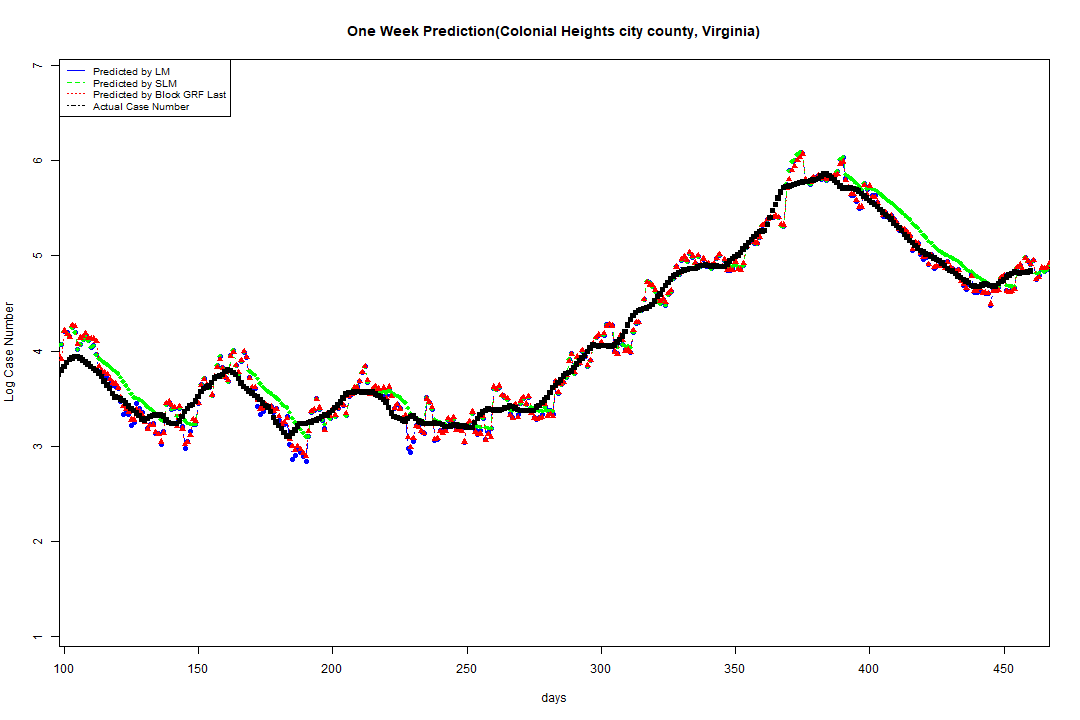 One Week Prediction(Colonial Heights city county, Virginia)
Predicted by LM
Predicted by SLM
Predicted by Block GRF Last
Actual Case Number
Log Case Number
7
6
5
4
3
2
1
100 150 200 250 300 350 400 450
days